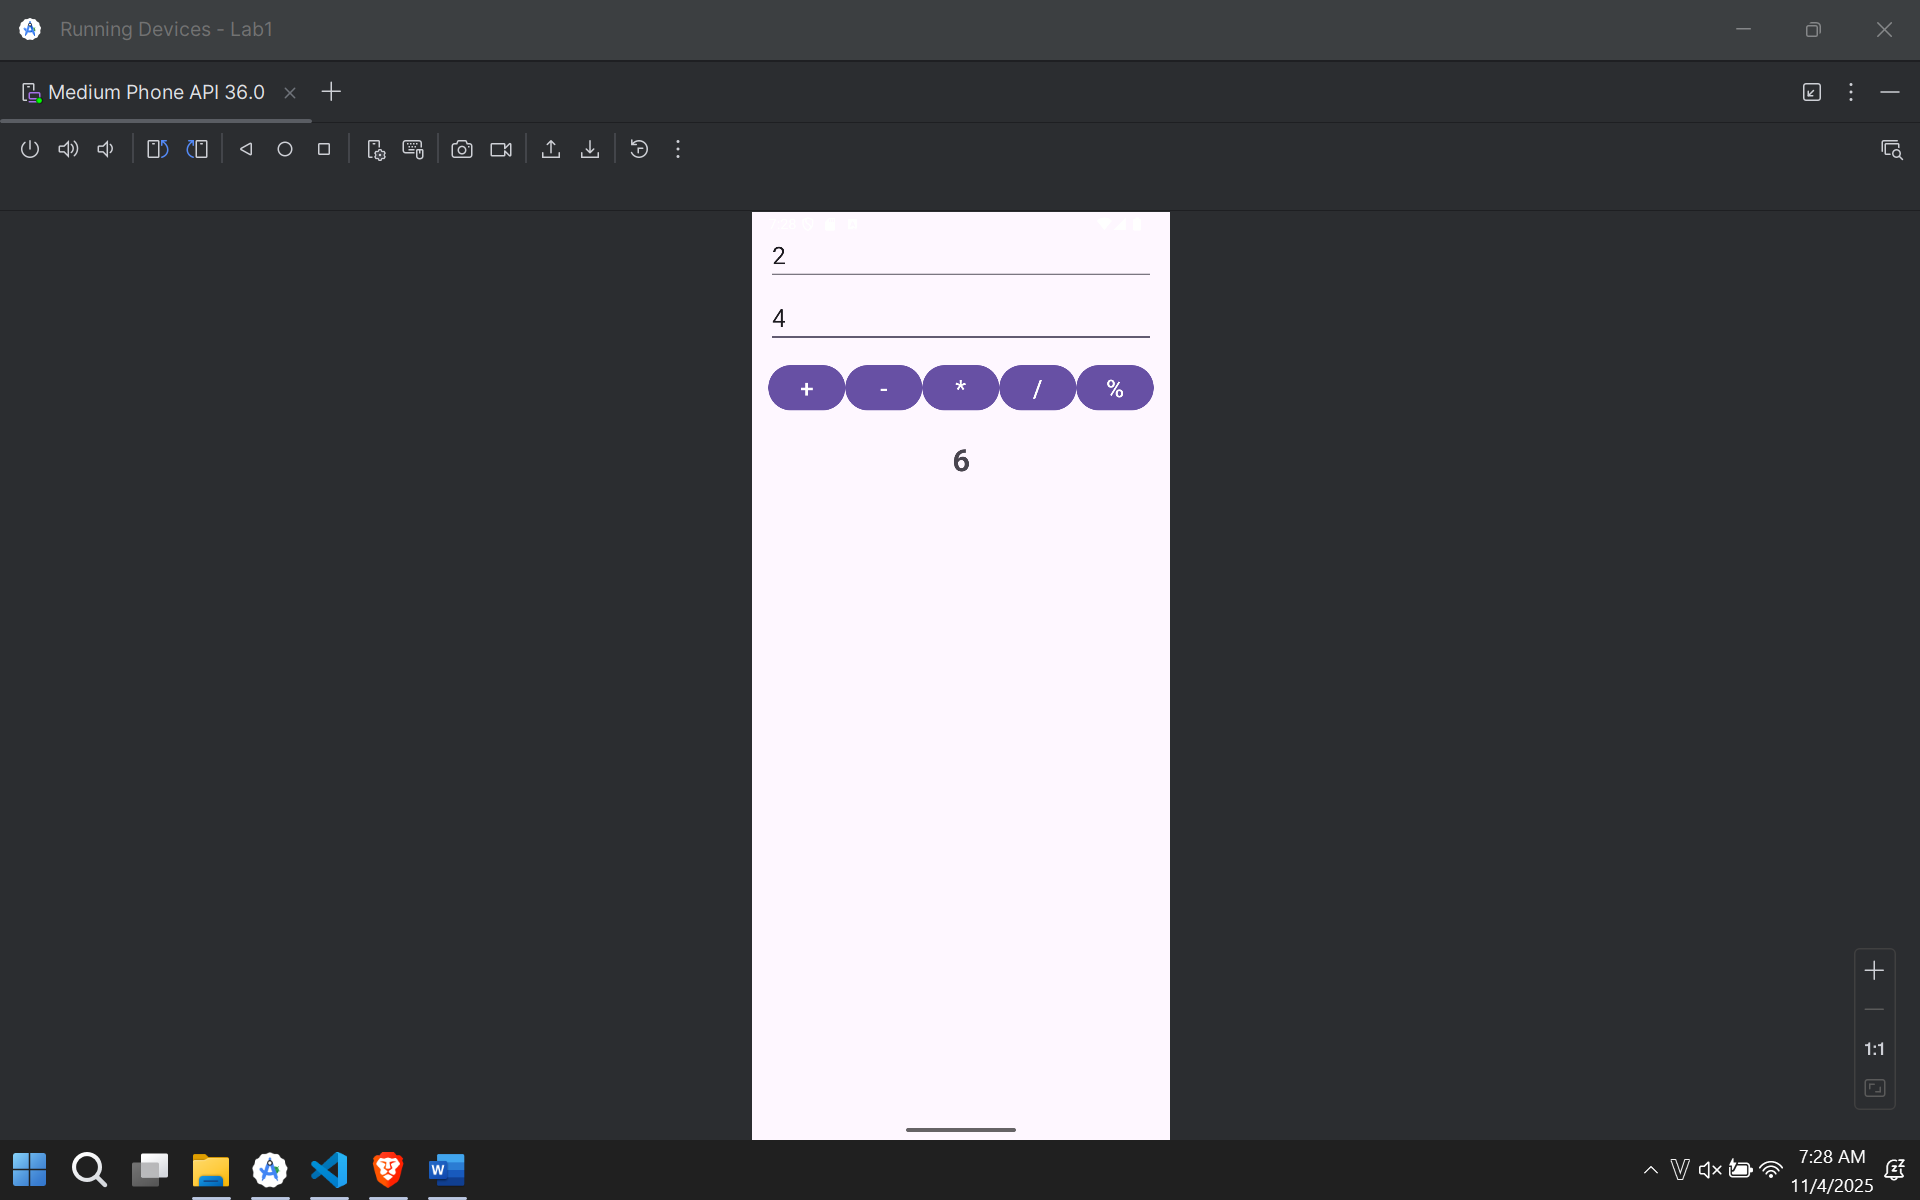 Running Devices - Lab1
Medium Phone API 36.0
2
4
+ - * / %
6
1:1
7:28 AM
11/4/2025